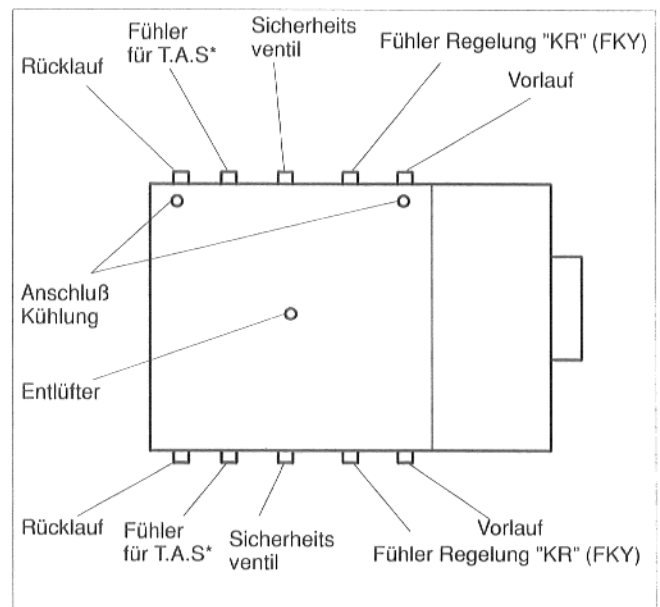 Rücklauf
Fühler
für T.A.S*
Sicherheits
ventil
Fühler Regelung "KR" (FKY)
Vorlauf
Anschluß
Kühlung
Entlüfter
Rücklauf
Fühler
für T.A.S*
Sicherheits
ventil
Vorlauf
Fühler Regelung "KR" (FKY)